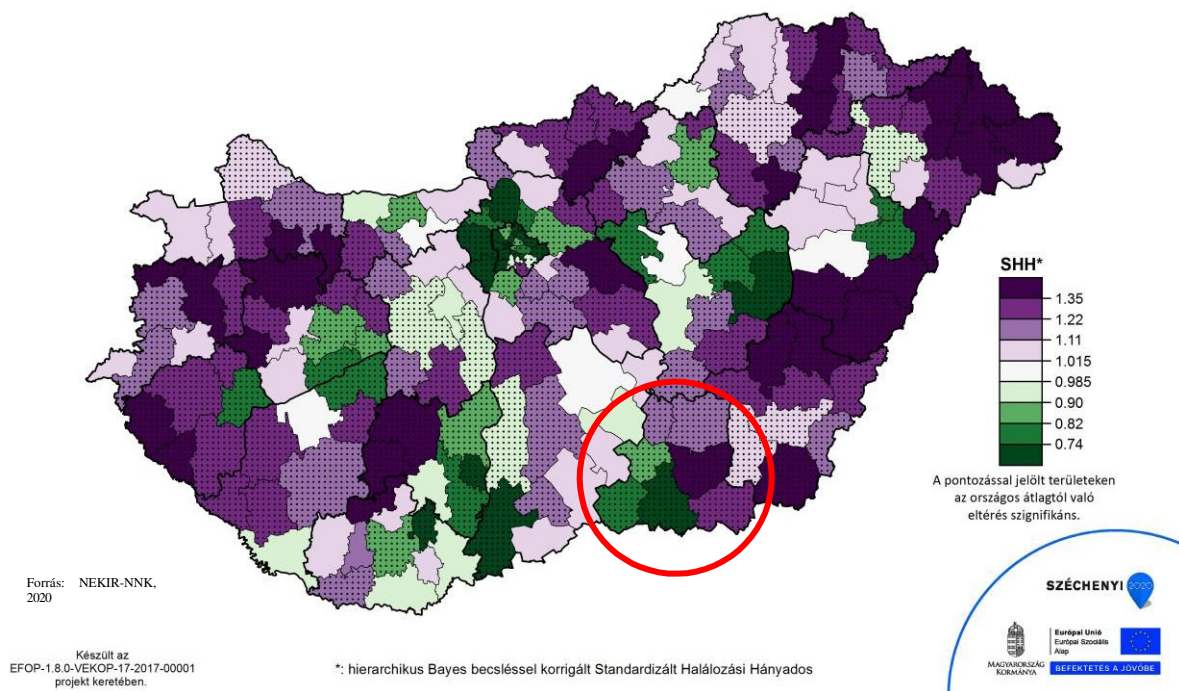 SHH*
1.35
1.22
1.11
1.015
0.985
0.90
0.82
0.74
A pontozással jelölt területeken
az országos átlagtól való
eltérés szignifikáns.
Forrás: NEKIR-NNK,
2020
Készült az
EFOP-1.8.0-VEKOP-17-2017-00001
projekt keretében.
*: hierarchikus Bayes becsléssel korrigált Standardizált Halálozási Hányados
SZÉCHENYI 2020
MAGYARORSZÁG
KORMÁNYA
Európai Unió
Európai Szociális
Alap
BEFEKTETÉS A JÖVŐBE